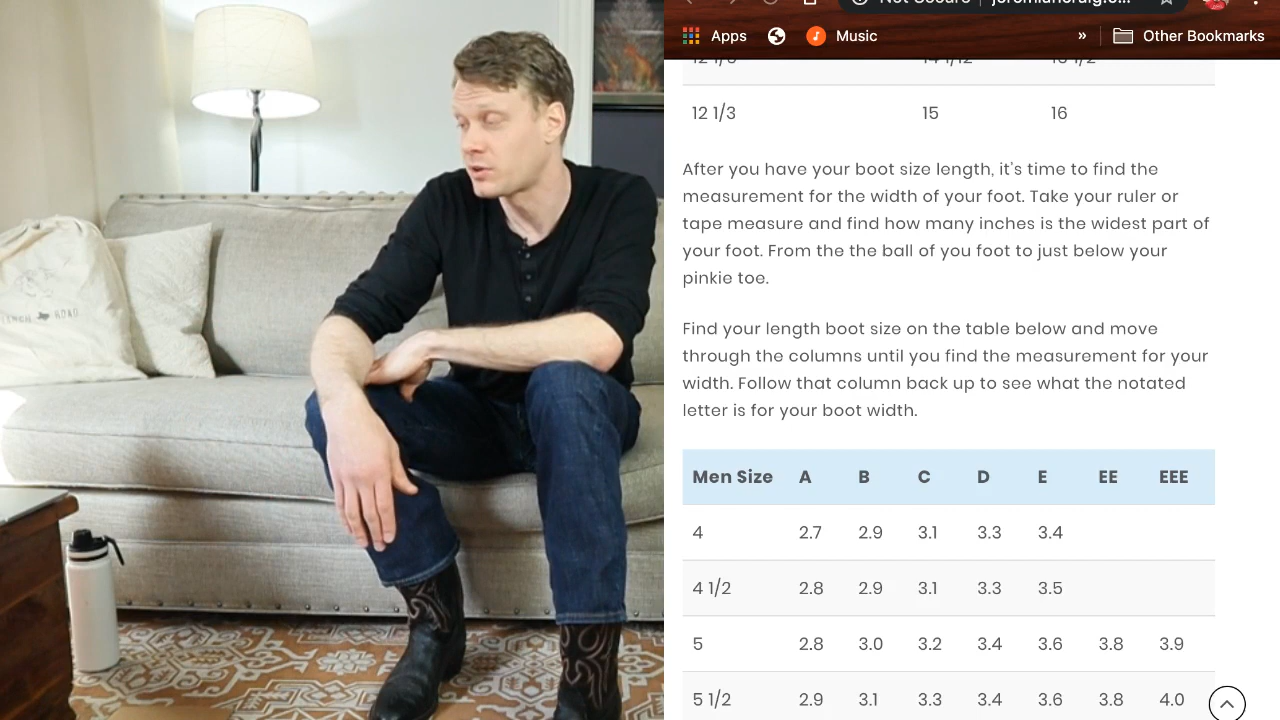 Apps Music » Other Bookmarks
12 1/3 15 16
After you have your boot size length, it's time to find the
measurement for the width of your foot. Take your ruler or
tape measure and find how many inches is the widest part of
your foot. From the the ball of you foot to just below your
pinkie toe.
Find your length boot size on the table below and move
through the columns until you find the measurement for your
width. Follow that column back up to see what the notated
letter is for your boot width.
Men Size A B C D E EE EEE
4 2.7 2.9 3.1 3.3 3.4
4 1/2 2.8 2.9 3.1 3.3 3.5
5 2.8 3.0 3.2 3.4 3.6 3.8 3.9
5 1/2 2.9 3.1 3.3 3.4 3.6 3.8 4.0
ROAD